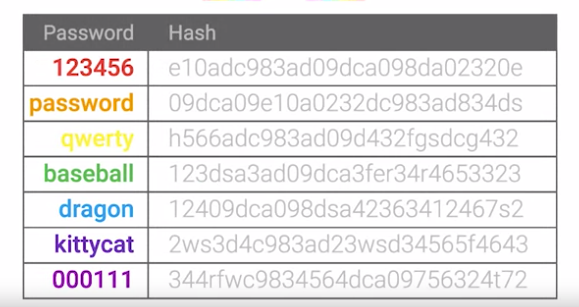 Password Hash
123456 e10adc983ad09dca098da02320e
password 09dca09e10a0232dc983ad834ds
qwerty h566adc983ad09d432fgsdcg432
baseball 123dsa3ad09dca3fer34r4653323
dragon 12409dca098dsa42363412467s2
kittycat 2ws3d4c983ad23wsd34565f4643
000111 344rfwc9834564dca09756324t72